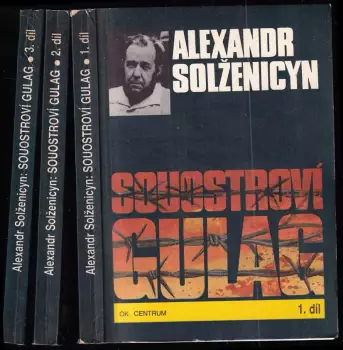 Alexandr Solženicyn: SOUOSTROVÍ GULAG • 3. díl
Alexandr Solženicyn: SOUOSTROVÍ GULAG • 2. díl
Alexandr Solženicyn: SOUOSTROVÍ GULAG • 1. díl
ALEXANDR
SOLŽENICYN
SOUOSTROVÍ
GULAG
OK CENTRUM
1. díl